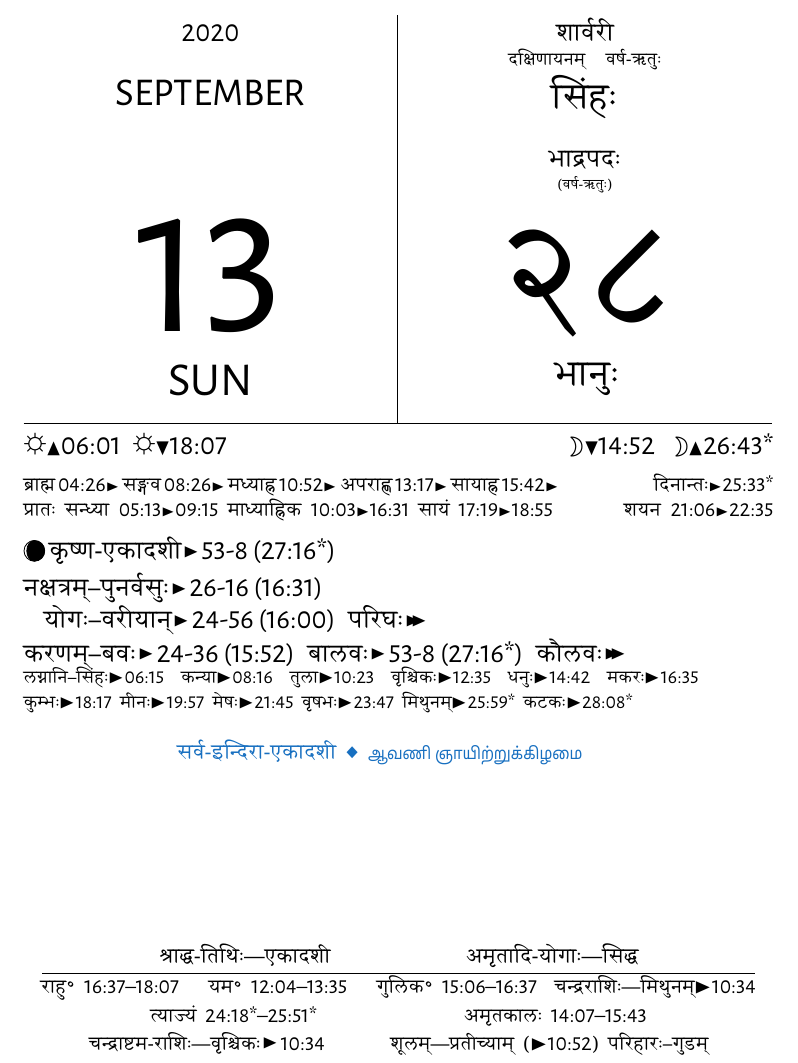 2020
SEPTEMBER
13
SUN
शार्वरी
दक्षिणायनम् वर्ष-ऋतुः
सिंहः
भाद्रपदः
(वर्ष-ऋतुः)
२८
भानुः
☼▲06:01 ☼▼18:07 ☽▼14:52 ☽▲26:43*
ब्राह्म 04:26► सङ्गव 08:26► मध्याह्न 10:52► अपराह्ण 13:17► सायाह्न 15:42► दिनान्तः►25:33*
प्रातः सन्ध्या 05:13►09:15 माध्याह्निक 10:03►16:31 सायं 17:19►18:55 शयन 21:06►22:35
कृष्ण-एकादशी►53-8 (27:16*)
नक्षत्रम्–पुनर्वसुः►26-16 (16:31)
योगः–वरीयान्►24-56 (16:00) परिघः►►
करणम्–बवः►24-36 (15:52) बालवः►53-8 (27:16*) कौलवः►►
लग्नानि–सिंहः►06:15 कन्या►08:16 तुला►10:23 वृश्चिकः►12:35 धनुः►14:42 मकरः►16:35
कुम्भः►18:17 मीनः►19:57 मेषः►21:45 वृषभः►23:47 मिथुनम्►25:59* कटकः►28:08*
सर्व-इन्दिरा-एकादशी ◆ ஆவணி ஞாயிற்றுக்கிழமை
श्राद्ध-तिथिः—एकादशी अमृतादि-योगाः—सिद्ध
राहु॰ 16:37–18:07 यम॰ 12:04–13:35 गुलिक॰ 15:06–16:37 चन्द्रराशिः—मिथुनम्►10:34
त्याज्यं 24:18*–25:51* अमृतकालः 14:07–15:43
चन्द्राष्टम-राशिः—वृश्चिकः►10:34 शूलम्—प्रतीच्याम् (►10:52) परिहारः–गुडम्